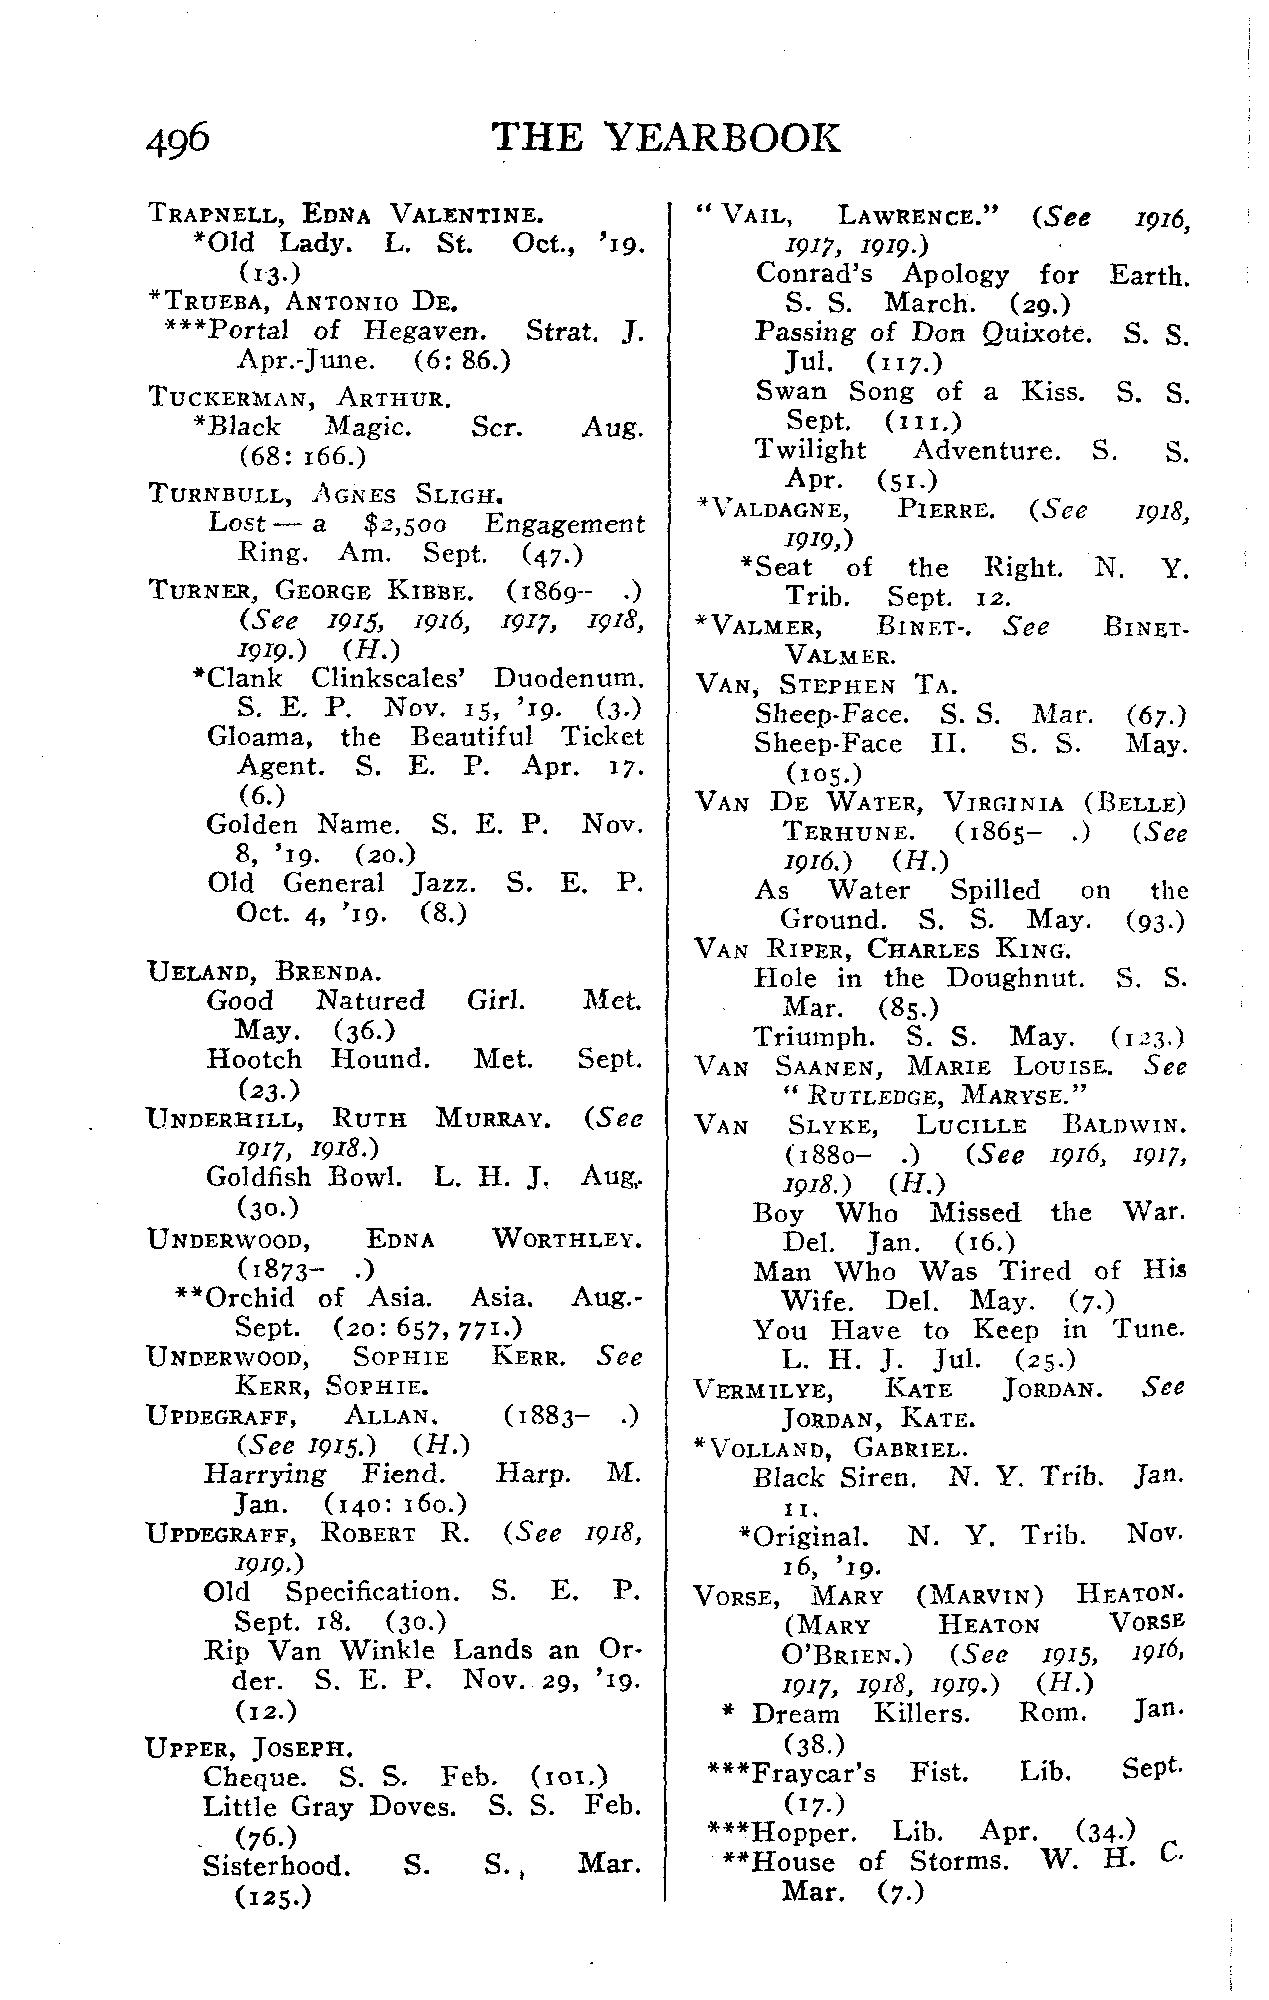 496
THE YEARBOOK
TRAPNELL, EDNA VALENTINE.
*Old Lady. L. St. Oct., '19.
(13.)
*TRUEBA, ANTONIO DE.
***Portal of Hegaven. Strat. J.
Apr.-June. (6: 86.)
TUCKERMAN, ARTHUR.
*Black Magic. Scr. Aug.
(68: 166.)
TURNBULL, AGNES SLIGH.
Lost — a $2,500 Engagement
Ring. Am. Sept. (47.)
TURNER, GEORGE KIBBE. (1869-- .)
(See 1915, 1916, 1917, 1918,
1919.) (H.)
*Clank Clinkscales' Duodenum.
S. E. P. Nov. 15, '19. (3.)
Gloama, the Beautiful Ticket
Agent. S. E. P. Apr. 17.
(6.)
Golden Name. S. E. P. Nov.
8, '19. (20.)
Old General Jazz. S. E. P.
Oct. 4, '19. (8.)
UELAND, BRENDA.
Good Natured Girl. Met.
May. (36.)
Hootch Hound. Met. Sept.
(23.)
UNDERHILL, RUTH MURRAY. (See
1917, 1918.)
Goldfish Bowl. L. H. J. Aug.
(30.)
UNDERWOOD, EDNA WORTHLEY.
(1873– .)
**Orchid of Asia. Asia. Aug.-
Sept. (20: 657, 771.)
UNDERWOOD, SOPHIE KERR. See
KERR, SOPHIE.
UPDEGRAFF, ALLAN. (1883– .)
(See 1915.) (H.)
Harrying Fiend. Harp. M.
Jan. (140: 160.)
UPDEGRAFF, ROBERT R. (See 1918,
1919.)
Old Specification. S. E. P.
Sept. 18. (30.)
Rip Van Winkle Lands an Or-
der. S. E. P. Nov. 29, '19.
(12.)
UPPER, JOSEPH.
Cheque. S. S. Feb. (101.)
Little Gray Doves. S. S. Feb.
(76.)
Sisterhood. S. S., Mar.
(125.)
"VAIL, LAWRENCE." (See 1916,
1917, 1919.)
Conrad's Apology for Earth.
S. S. March. (29.)
Passing of Don Quixote. S. S.
Jul. (117.)
Swan Song of a Kiss. S. S.
Sept. (111.)
Twilight Adventure. S. S.
Apr. (51.)
*VALDAGNE, PIERRE. (See 1918,
1919,)
*Seat of the Right. N. Y.
Trib. Sept. 12.
*VALMER, BINET-. See BINET-
VALMER.
VAN, STEPHEN TA.
Sheep-Face. S. S. Mar. (67.)
Sheep-Face II. S. S. May.
(105.)
VAN DE WATER, VIRGINIA (BELLE)
TERHUNE. (1865– .) (See
1916.) (H.)
As Water Spilled on the
Ground. S. S. May. (93.)
VAN RIPER, CHARLES KING.
Hole in the Doughnut. S. S.
Mar. (85.)
Triumph. S. S. May. (123.)
VAN SAANEN, MARIE LOUISE. See
"RUTLEDGE, MARYSE."
VAN SLYKE, LUCILLE BALDWIN.
(1880– .) (See 1916, 1917,
1918.) (H.)
Boy Who Missed the War.
Del. Jan. (16.)
Man Who Was Tired of His
Wife. Del. May. (7.)
You Have to Keep in Tune.
L. H. J. Jul. (25.)
VERMILYE, KATE JORDAN. See
JORDAN, KATE.
*VOLLAND, GABRIEL.
Black Siren. N. Y. Trib. Jan.
11.
*Original. N. Y. Trib. Nov.
16, '19.
VORSE, MARY (MARVIN) HEATON.
(MARY HEATON VORSE
O'BRIEN.) (See 1915, 1916,
1917, 1918, 1919.) (H.)
* Dream Killers. Rom. Jan.
(38.)
***Fraycar's Fist. Lib. Sept.
(17.)
***Hopper. Lib. Apr. (34.)
**House of Storms. W. H. C.
Mar. (7.)